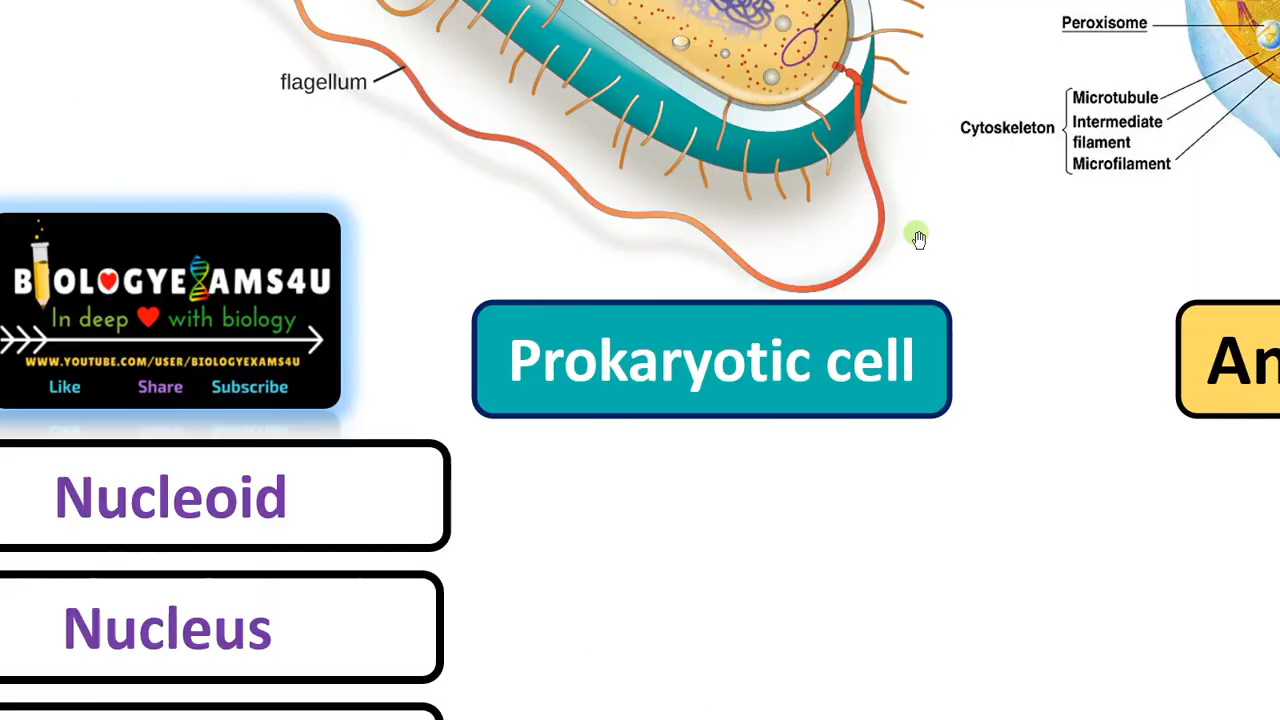 Peroxisome
flagellum
Microtubule
Cytoskeleton
Intermediate
filament
Microfilament
BIOLOGYEXAMS4U
In deep ❤ with biology
WWW.YOUTUBE.COM/USER/BIOLOGYEXAMS4U
Like Share Subscribe
Prokaryotic cell
An
Nucleoid
Nucleus